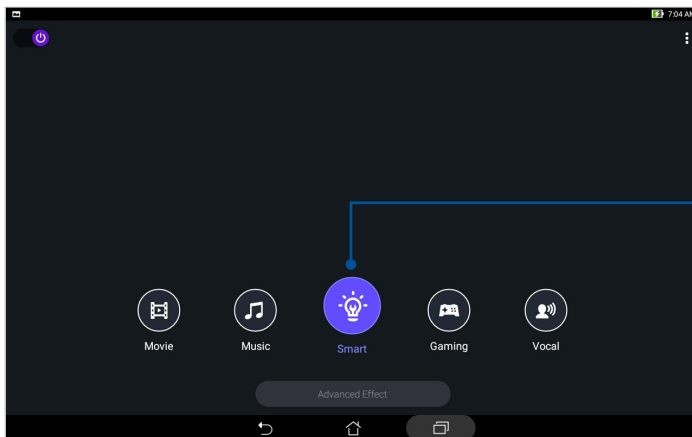 7:04 AM
Movie
Music
Smart
Gaming
Vocal
Advanced Effect